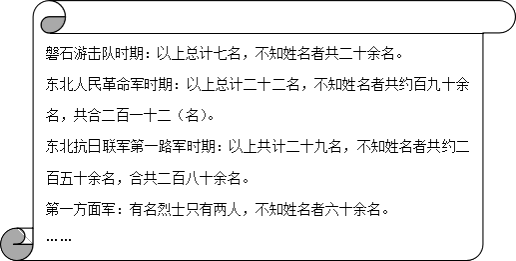 磐石游击队时期：以上总计七名，不知姓名者共二十余名。
东北人民革命军时期：以上总计二十二名，不知姓名者共约百九十余
名，共合二百一十二（名）。
东北抗日联军第一路军时期：以上共计二十九名，不知姓名者共约二
百五十余名，合共二百八十余名。
第一方面军：有名烈士只有两人，不知姓名者六十余名。
……